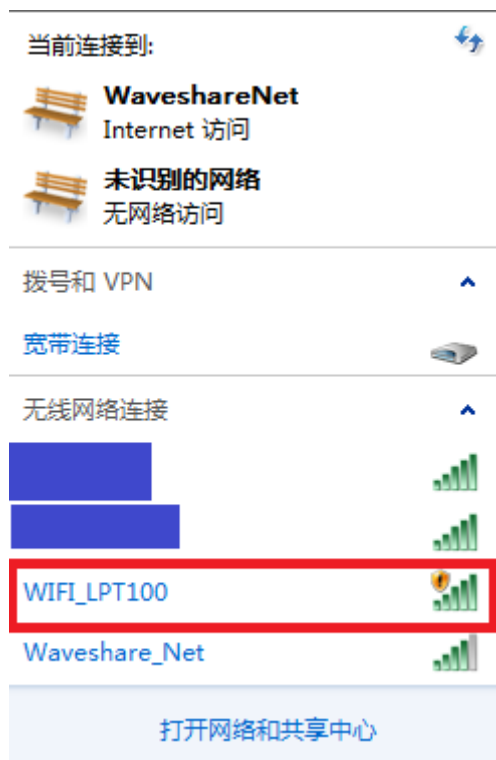 当前连接到:
WaveshareNet
Internet 访问
未识别的网络
无网络访问
拨号和 VPN
宽带连接
无线网络连接
WIFI_LPT100
Waveshare_Net
打开网络和共享中心